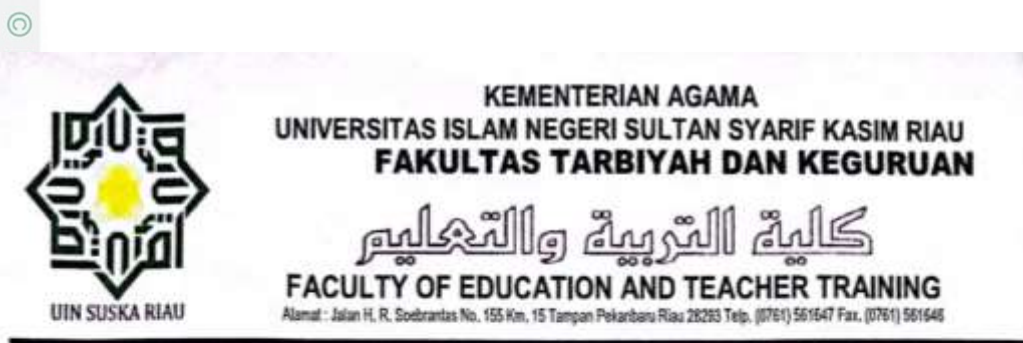 ©
KEMENTERIAN AGAMA
UNIVERSITAS ISLAM NEGERI SULTAN SYARIF KASIM RIAU
FAKULTAS TARBIYAH DAN KEGURUAN
كلية التربية والتعليم
FACULTY OF EDUCATION AND TEACHER TRAINING
Alamat : Jalan H. R. Soebrantas No. 155 Km. 15 Tampan Pekanbaru Riau 28293 Telp. (0761) 561647 Fax. (0761) 561646
UIN SUSKA RIAU